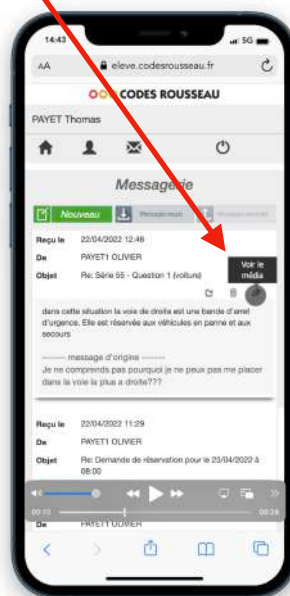 14:43
5G
AA
eleve.codesrousseau.fr
CODES ROUSSEAU
PAYET Thomas
Messagerie
Nouveau
Reçu le 22/04/2022 12:46
De PAYET1 OLIVIER
Objet Re: Série 55 - Question 1 (voiture)
Voir le
média
dans cette situation la voie de droite est une bande d'arret
d'urgence. Elle est réservée aux véhicules en panne et aux
secours
-------- message d'origine --------
Je ne comprends pas pourquoi je ne peux pas me placer
dans la voie la plus a droite???
Reçu le 22/04/2022 11:29
De PAYET1 OLIVIER
Objet Re: Demande de réservation pour le 23/04/2022 à
08:00
00:10
00:26
De PAYET1 OLIVIER